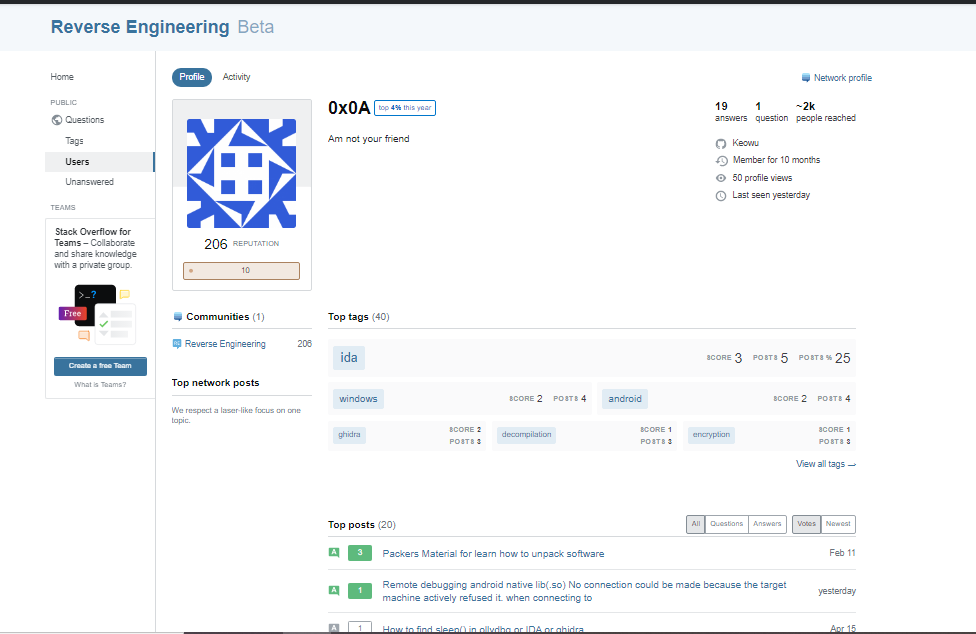 Reverse Engineering Beta
Home
PUBLIC
Questions
Tags
Users
Unanswered
TEAMS
Stack Overflow for
Teams – Collaborate
and share knowledge
with a private group.
>_?
Free
Create a free Team
What is Teams?
Profile Activity
Network profile
206 REPUTATION
10
0x0A top 4% this year
Am not your friend
19 answers
1 question
~2k people reached
Keowu
Member for 10 months
50 profile views
Last seen yesterday
Communities (1)
Reverse Engineering 206
Top network posts
We respect a laser-like focus on one
topic.
Top tags (40)
ida SCORE 3 POSTS 5 POSTS % 25
windows SCORE 2 POSTS 4
android SCORE 2 POSTS 4
ghidra SCORE 2 POSTS 3
decompilation SCORE 1 POSTS 3
encryption SCORE 1 POSTS 3
View all tags →
Top posts (20)
All Questions Answers Votes Newest
A 3 Packers Material for learn how to unpack software Feb 11
A 1 Remote debugging android native lib(.so) No connection could be made because the target
machine actively refused it. when connecting to yesterday
A 1 How to find sleep() in ollydbg or IDA or ghidra Apr 15